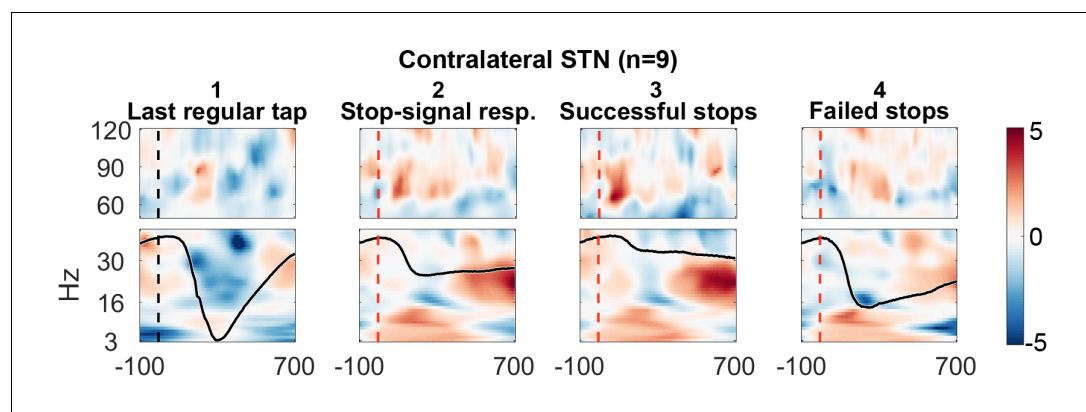 Contralateral STN (n=9)
1 2 3 4
Last regular tap Stop-signal resp. Successful stops Failed stops
120
90
60
30
16
3
Hz
-100 700 -100 700 -100 700 -100 700
5
0
-5